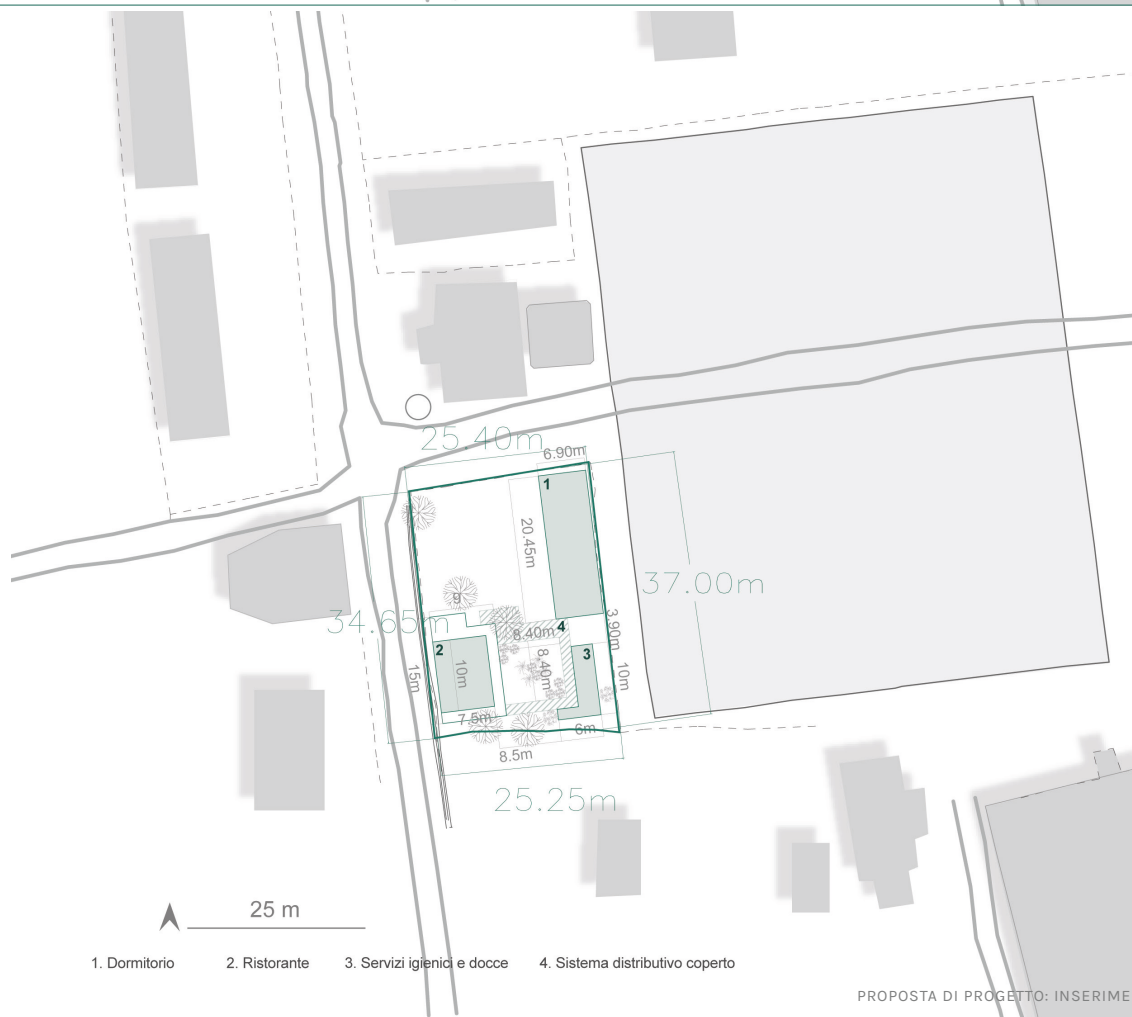 25.40m
6.90m
1
20.45m
37.00m
9
34.65m
8.40m
4
3.90m
2
3
10m
8.40m
10m
15m
7.5m
6m
8.5m
25.25m
25 m
1. Dormitorio
2. Ristorante
3. Servizi igienici e docce
4. Sistema distributivo coperto
PROPOSTA DI PROGETTO: INSERIME